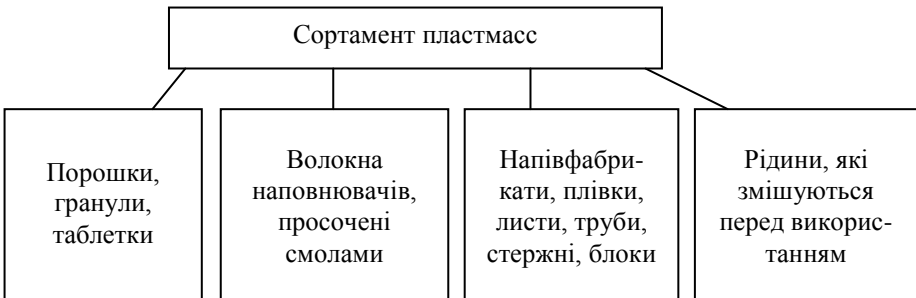 Сортамент пластмасс
Порошки,
гранули,
таблетки
Волокна
наповнювачів,
просочені
смолами
Напівфабри-
кати, плівки,
листи, труби,
стержні, блоки
Рідини, які
змішуються
перед викорис-
танням